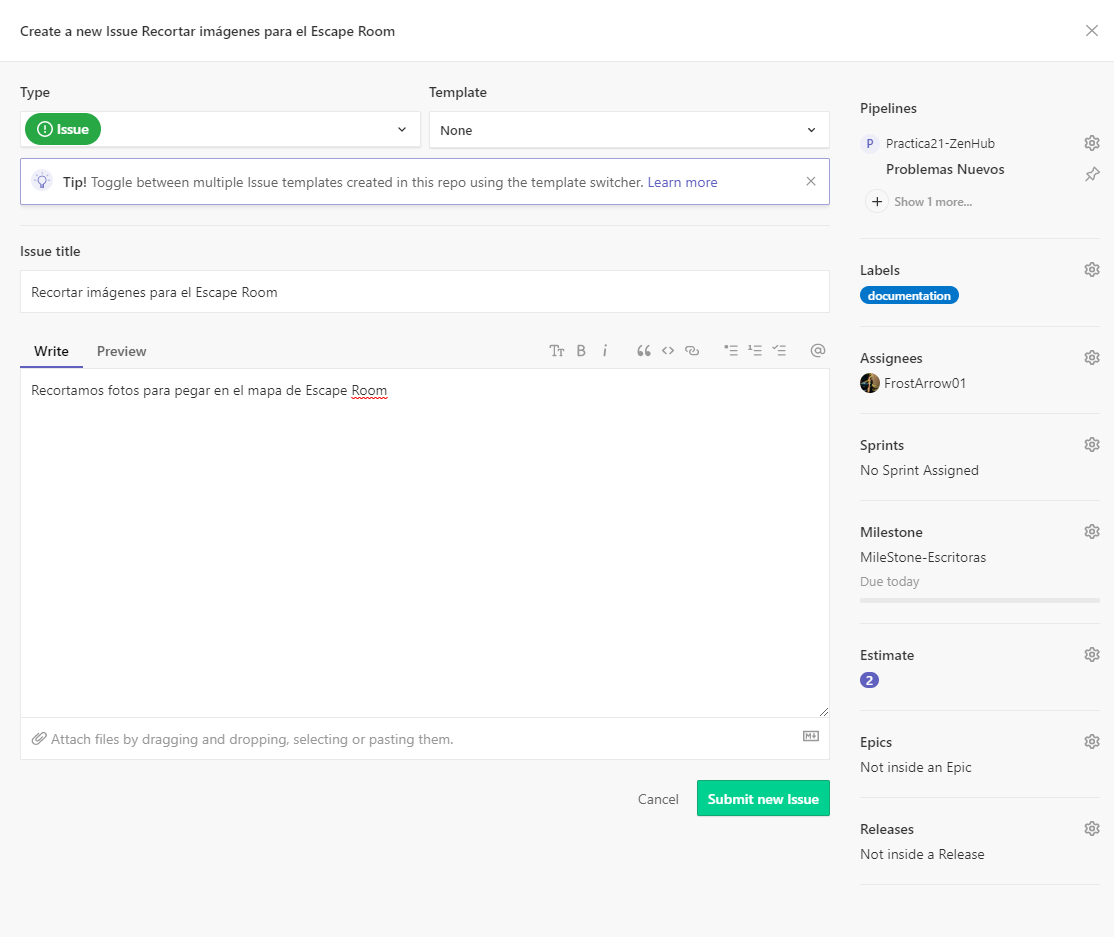 Create a new Issue Recortar imágenes para el Escape Room
Type
Template
Issue
None
Tip! Toggle between multiple Issue templates created in this repo using the template switcher. Learn more
Issue title
Recortar imágenes para el Escape Room
Write Preview
Recortamos fotos para pegar en el mapa de Escape Room
Attach files by dragging and dropping, selecting or pasting them.
Cancel Submit new Issue
Pipelines
P Practica21-ZenHub
Problemas Nuevos
Show 1 more...
Labels
documentation
Assignees
FrostArrow01
Sprints
No Sprint Assigned
Milestone
MileStone-Escritoras
Due today
Estimate
2
Epics
Not inside an Epic
Releases
Not inside a Release